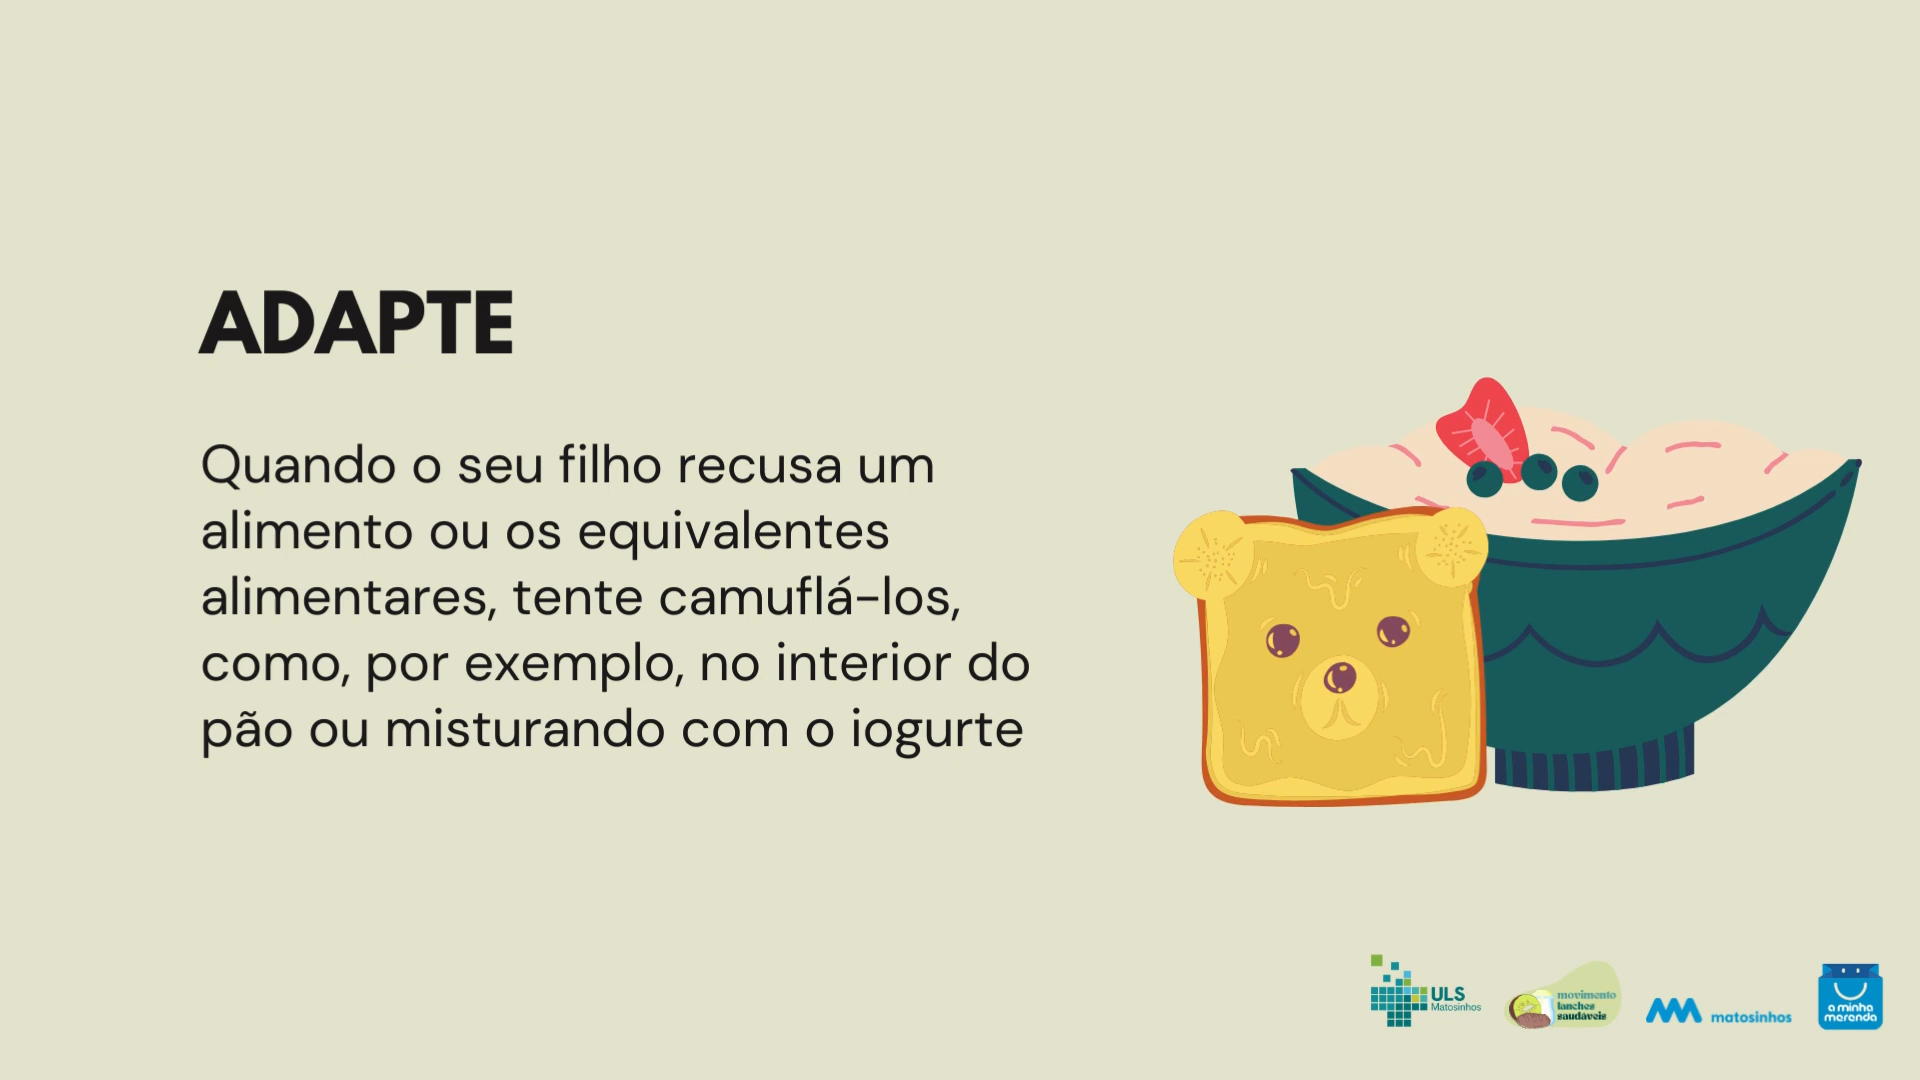 ADAPTE
Quando o seu filho recusa um
alimento ou os equivalentes
alimentares, tente camuflá-los,
como, por exemplo, no interior do
pão ou misturando com o iogurte
ULS
Matosinhos
movimento
lanches
saudáveis
matosinhos
a minha
merenda